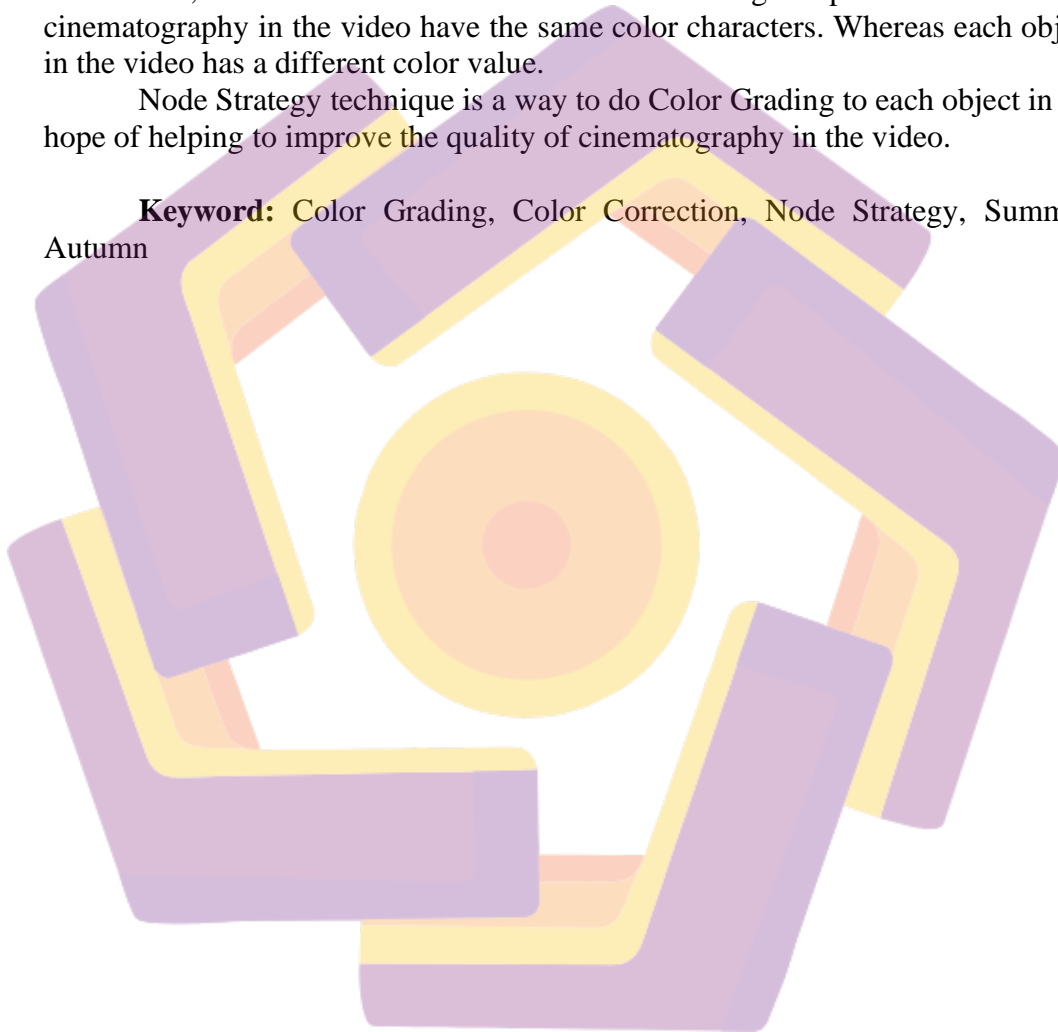 cinematography in the video have the same color characters. Whereas each
in the video has a different color value.
Node Strategy technique is a way to do Color Grading to each object in
hope of helping to improve the quality of cinematography in the video.
Keyword: Color Grading, Color Correction, Node Strategy,
Autumn